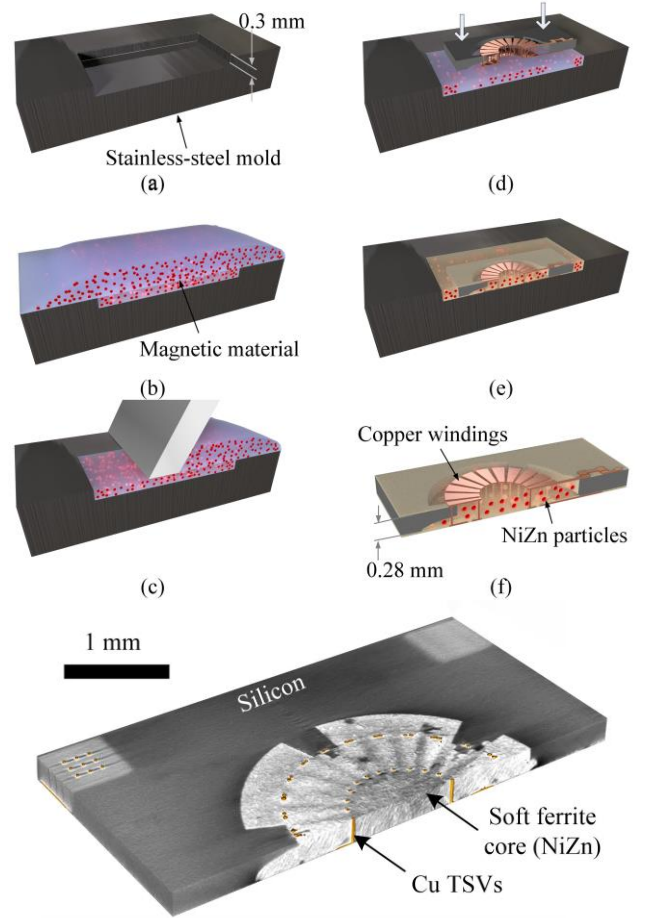 0.3 mm
Stainless-steel mold
(a)
(d)
Magnetic material
(b)
(e)
(c)
Copper windings
NiZn particles
0.28 mm
(f)
1 mm
Silicon
Soft ferrite
core (NiZn)
Cu TSVs